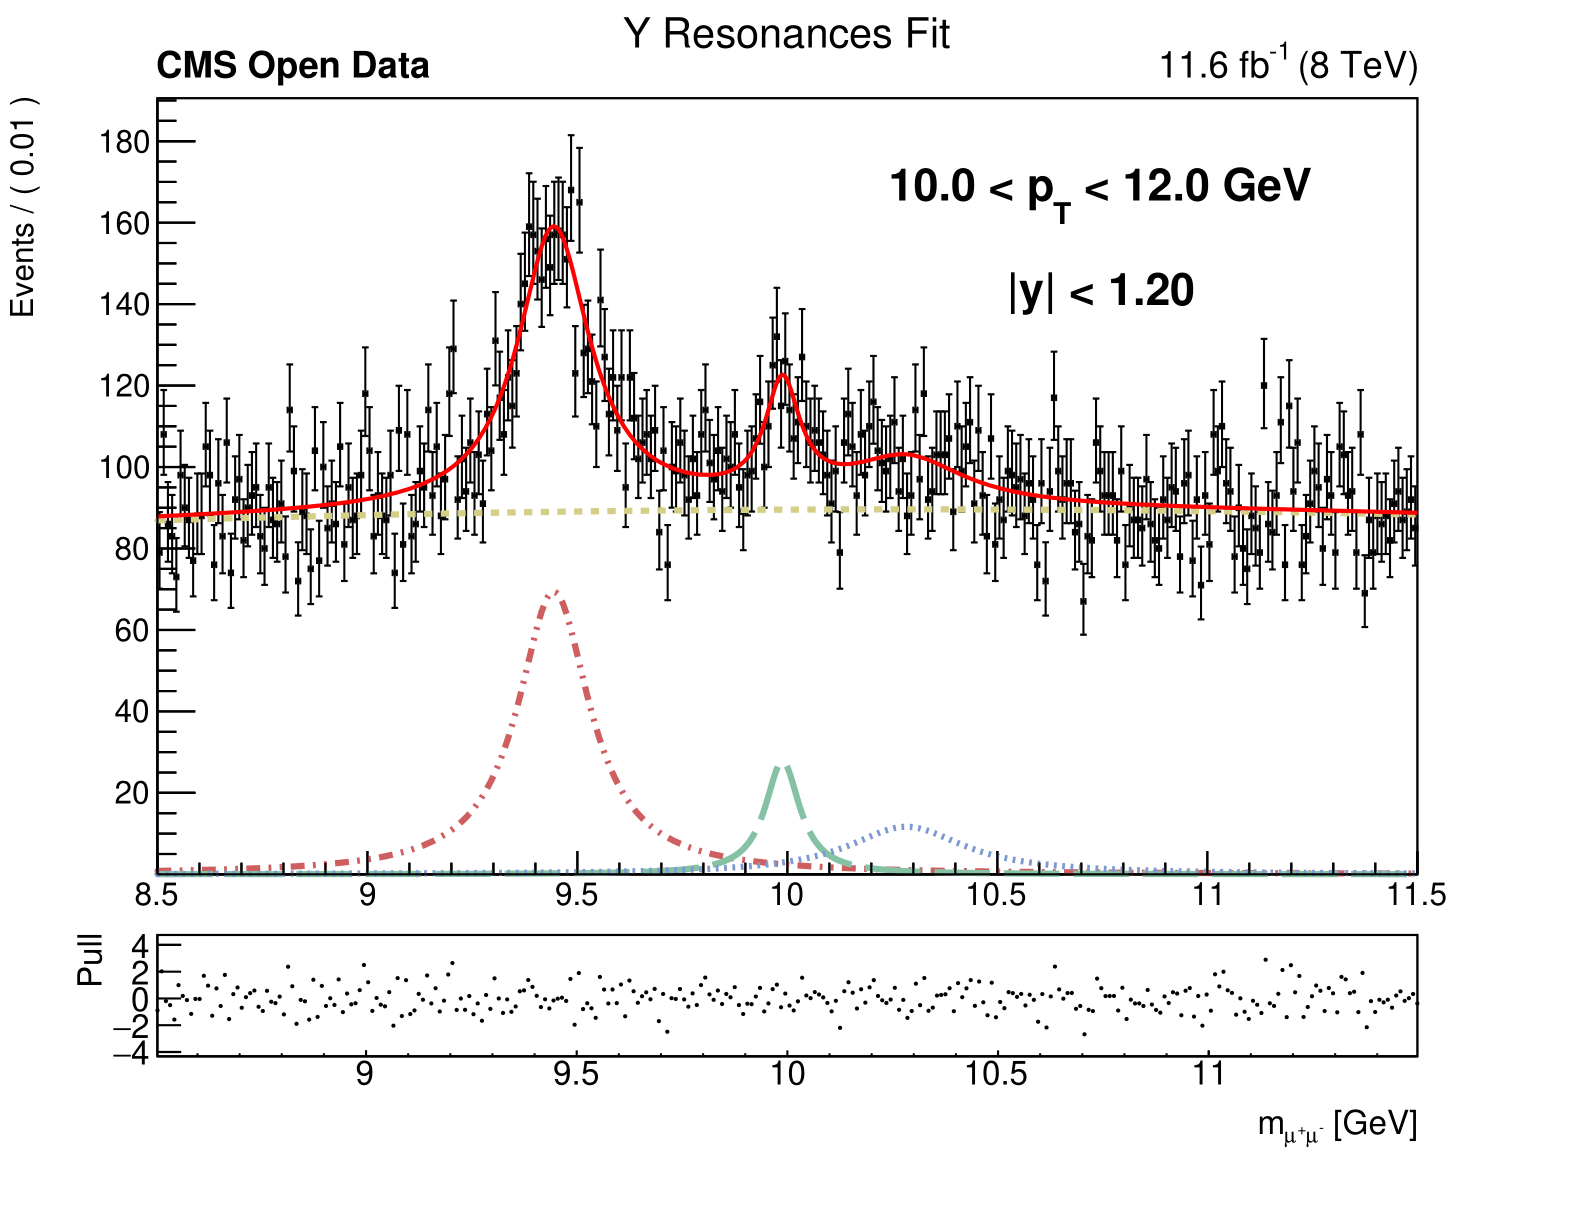 Y Resonances Fit
CMS Open Data
11.6 fb⁻¹ (8 TeV)
Events / ( 0.01 )
10.0 < p_T < 12.0 GeV
|y| < 1.20
180
160
140
120
100
80
60
40
20
8.5 9 9.5 10 10.5 11 11.5
Pull
4
2
0
−2
−4
9 9.5 10 10.5 11
m_μ⁺μ⁻ [GeV]